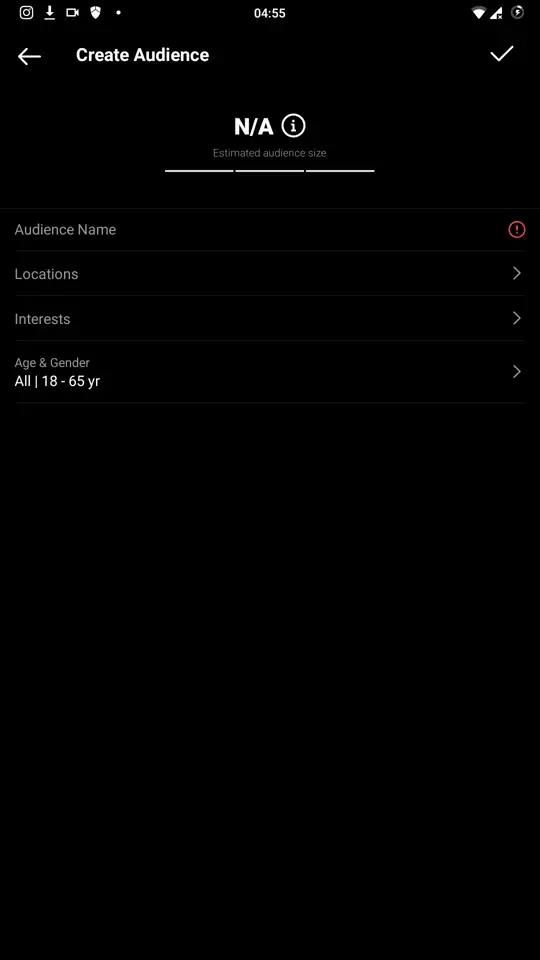 04:55
Create Audience
N/A
Estimated audience size
Audience Name
Locations
Interests
Age & Gender
All | 18 - 65 yr